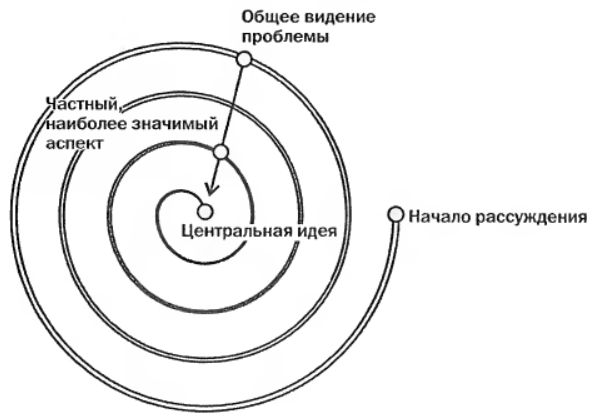 Общее видение
проблемы
Частный,
наиболее значимый
аспект
Начало рассуждения
Центральная идея